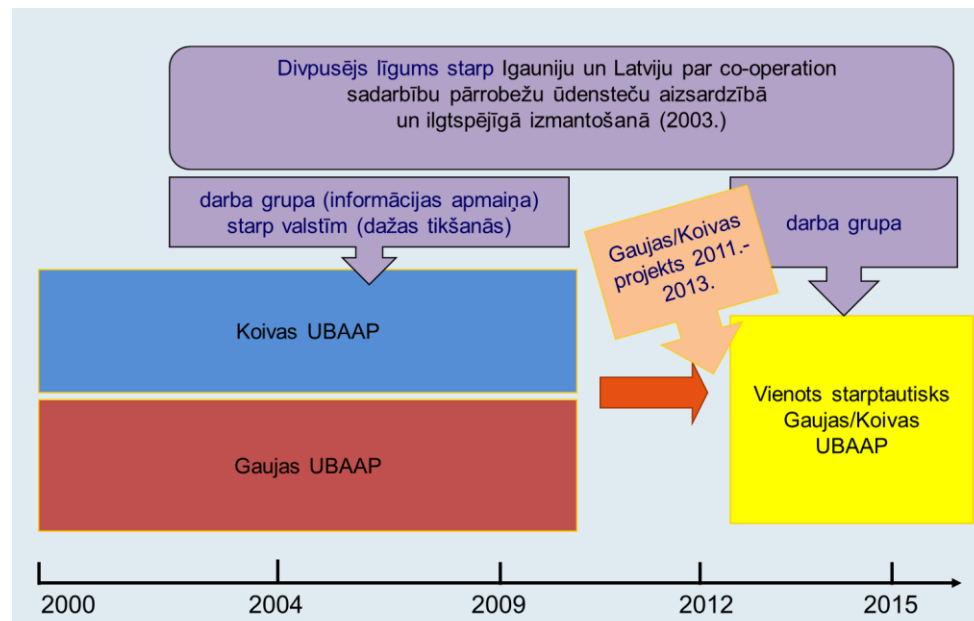 Divpusējs līgums starp Igauniju un Latviju par co-operation
sadarbību pārrobežu ūdensteču aizsardzībā
un ilgtspējīgā izmantošanā (2003.)
darba grupa (informācijas apmaiņa)
starp valstīm (dažas tikšanās)
Gaujas/Koivas
projekts 2011.-
2013.
darba grupa
Koivas UBAAP
Gaujas UBAAP
Vienots starptautisks
Gaujas/Koivas
UBAAP
2000
2004
2009
2012
2015